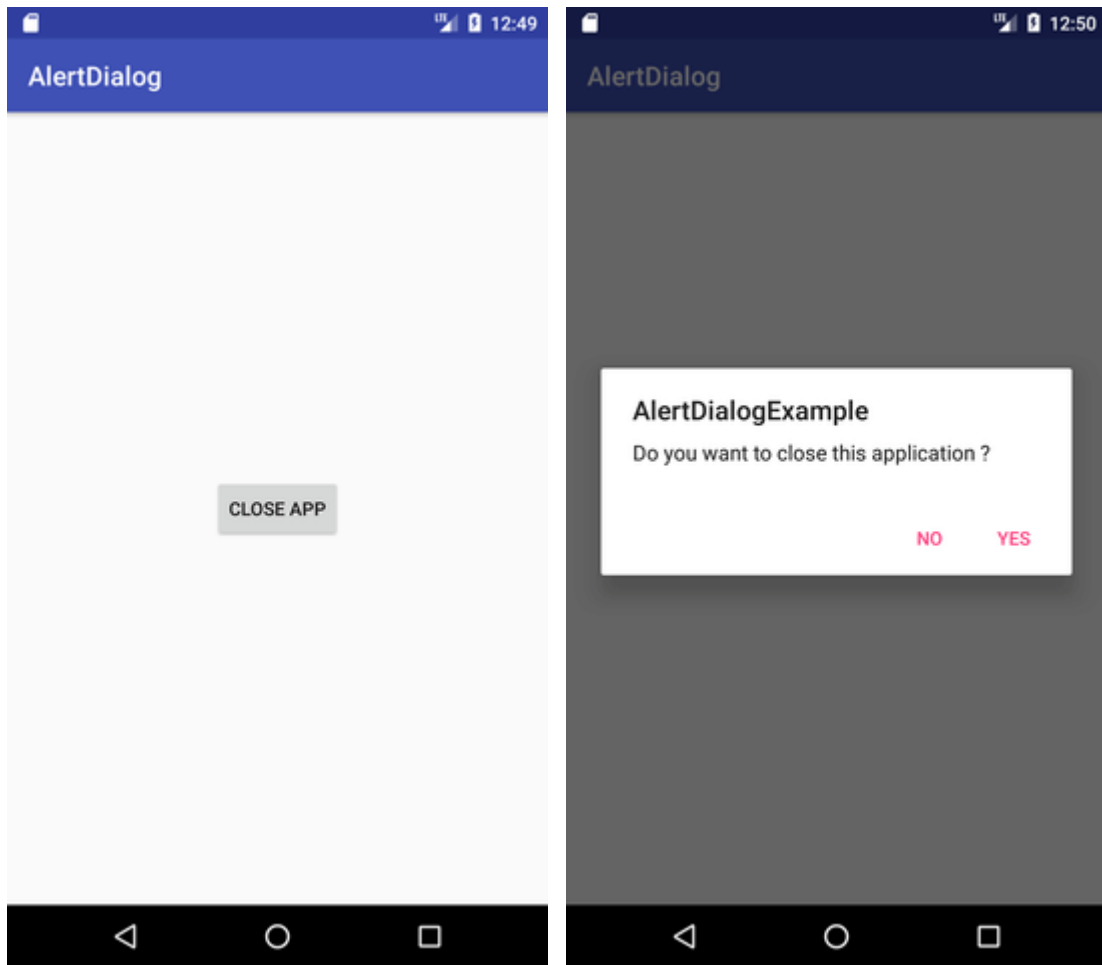 12:49
AlertDialog
CLOSE APP
12:50
AlertDialog
AlertDialogExample
Do you want to close this application ?
NO YES